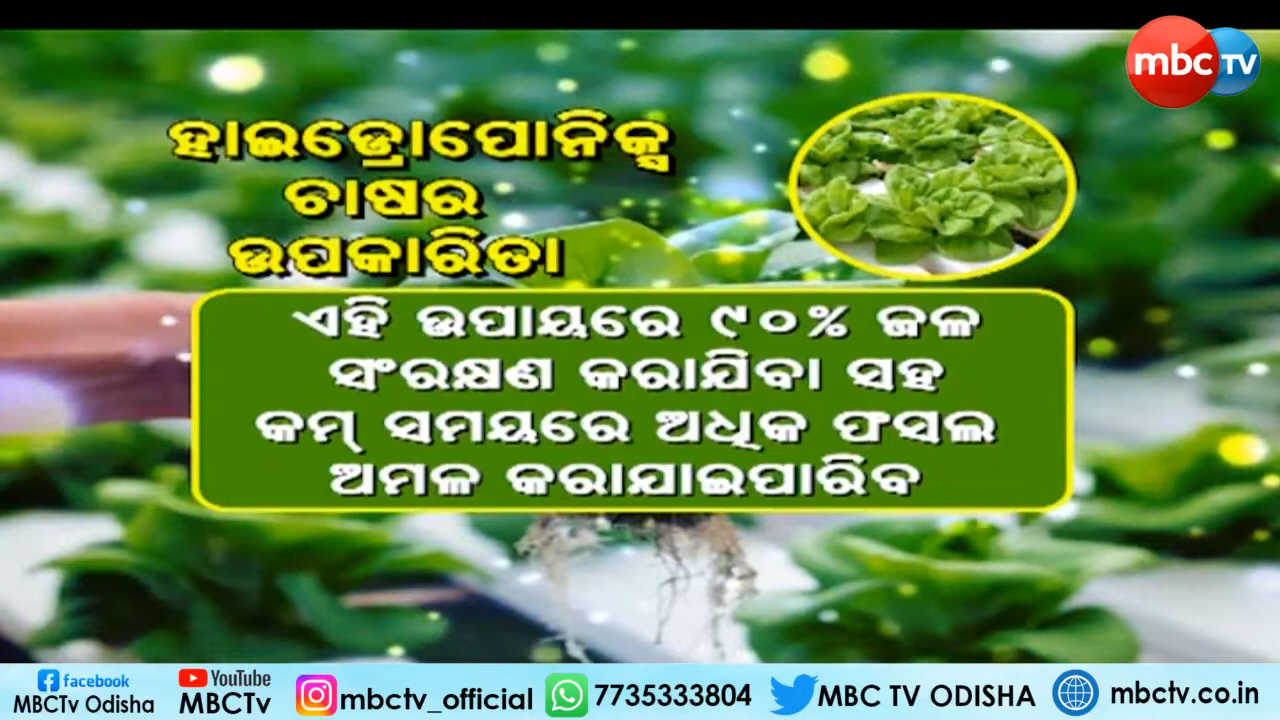 mbc TV
ହାଇଡ୍ରୋପୋନିକ୍ସ
ଚାଷର
ଉପକାରିତା
ଏହି ଉପାୟରେ ୯୦% ଜଳ
ସଂରକ୍ଷଣ କରାଯିବା ସହ
କମ୍ ସମୟରେ ଅଧିକ ଫସଲ
ଅମଳ କରାଯାଇପାରିବ
facebook
MBCTv Odisha
YouTube
MBCTv
mbctv_official
7735333804
MBC TV ODISHA
mbctv.co.in